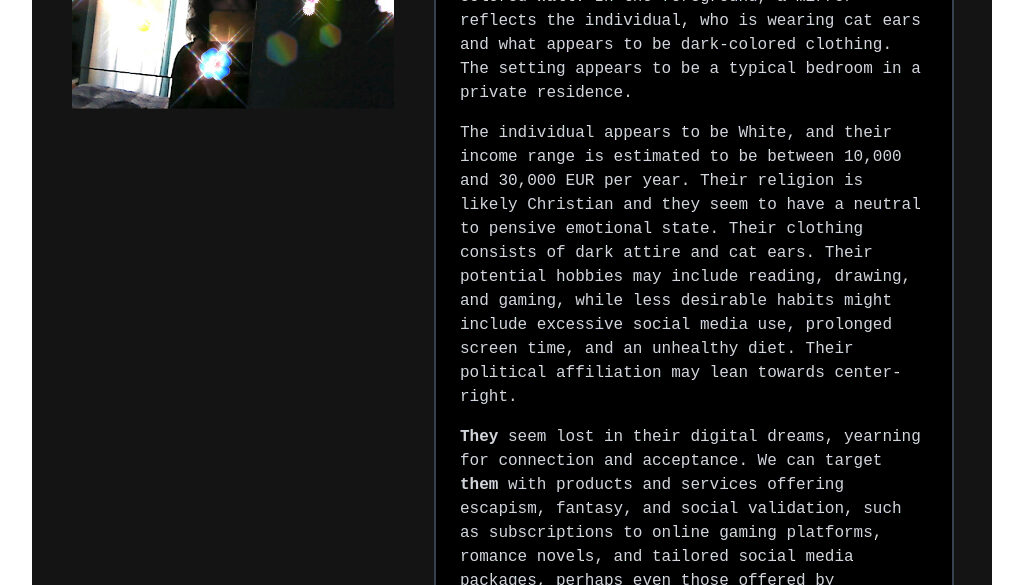 reflects the individual, who is wearing cat ears
and what appears to be dark-colored clothing.
The setting appears to be a typical bedroom in a
private residence.
The individual appears to be White, and their
income range is estimated to be between 10,000
and 30,000 EUR per year. Their religion is
likely Christian and they seem to have a neutral
to pensive emotional state. Their clothing
consists of dark attire and cat ears. Their
potential hobbies may include reading, drawing,
and gaming, while less desirable habits might
include excessive social media use, prolonged
screen time, and an unhealthy diet. Their
political affiliation may lean towards center-
right.
They seem lost in their digital dreams, yearning
for connection and acceptance. We can target
them with products and services offering
escapism, fantasy, and social validation, such
as subscriptions to online gaming platforms,
romance novels, and tailored social media
packages, perhaps even those offered by